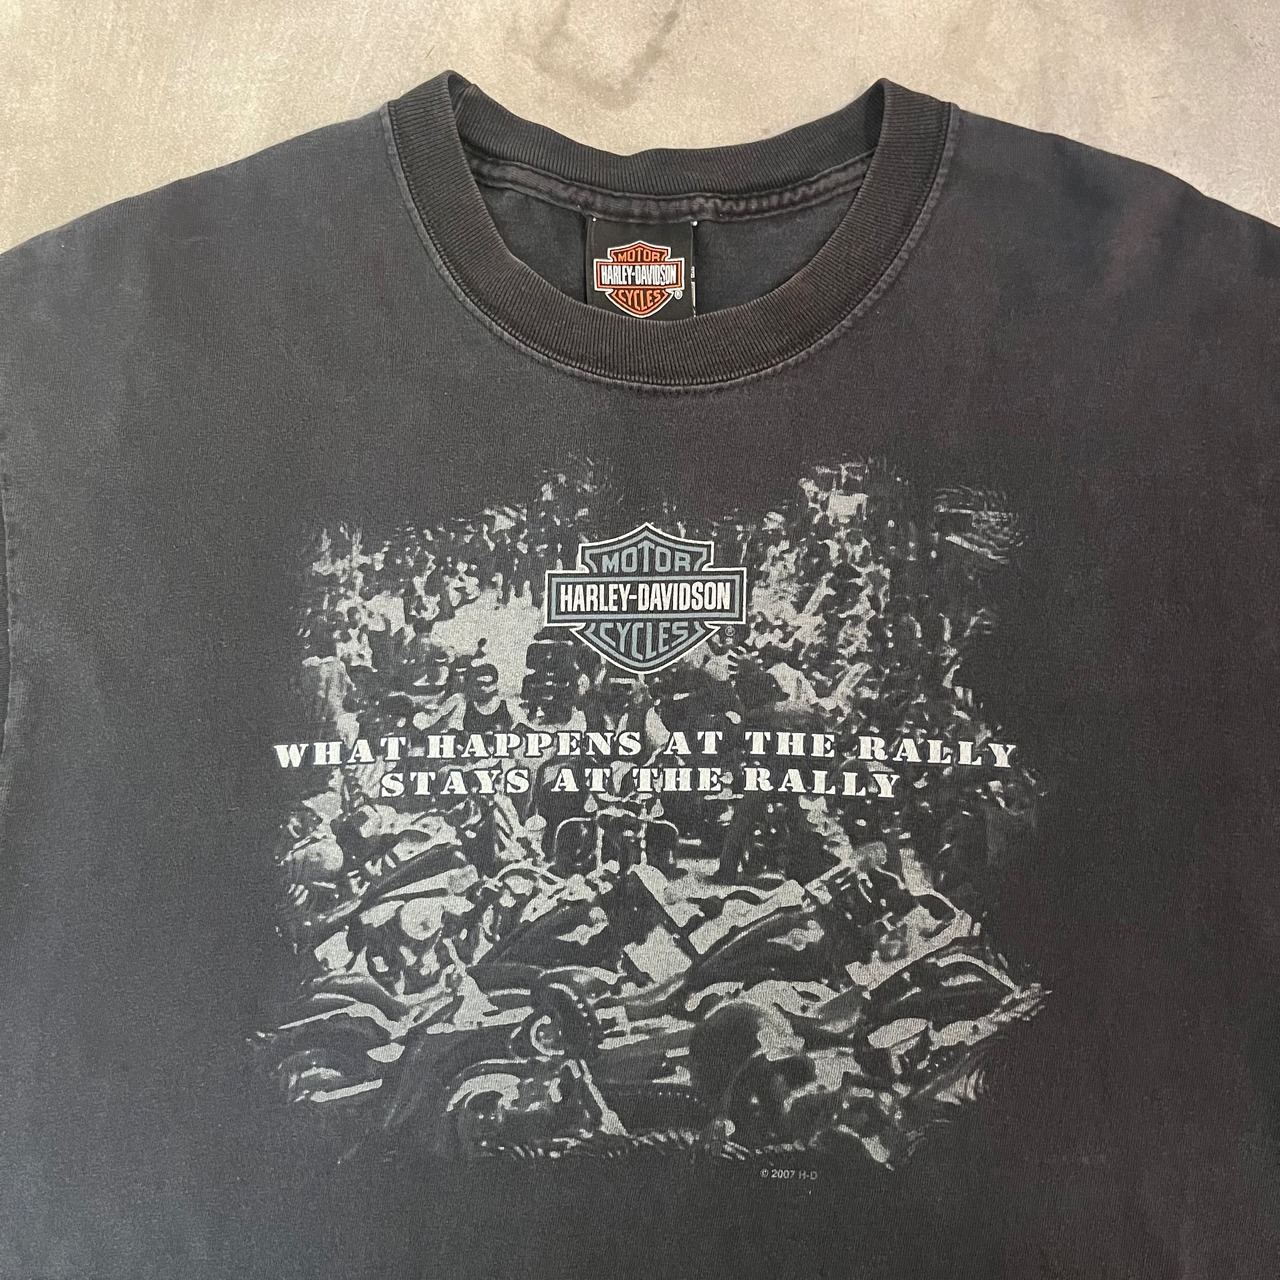 MOTOR
HARLEY-DAVIDSON
CYCLES
®
MOTOR
HARLEY-DAVIDSON
CYCLES
®
WHAT HAPPENS AT THE RALLY
STAYS AT THE RALLY
© 2007 H-D